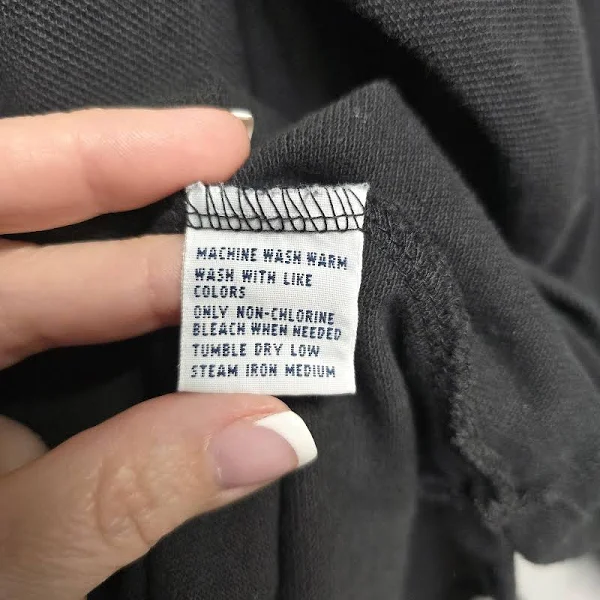 MACHINE WASH WARM
WASH WITH LIKE
COLORS
ONLY NON-CHLORINE
BLEACH WHEN NEEDED
TUMBLE DRY LOW
STEAM IRON MEDIUM